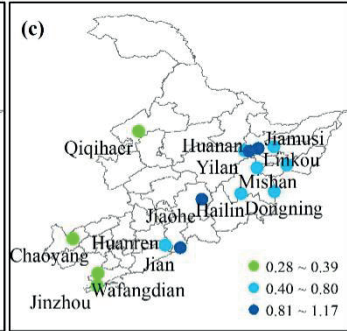 (c)
Qiqihaer
Huanan
Jiamusi
Yilan
Linkou
Mishan
Jiaohe
Hailin
Dongning
Huanren
Chaoyang
Jian
Wafangdian
Jinzhou
0.28 ~ 0.39
0.40 ~ 0.80
0.81 ~ 1.17